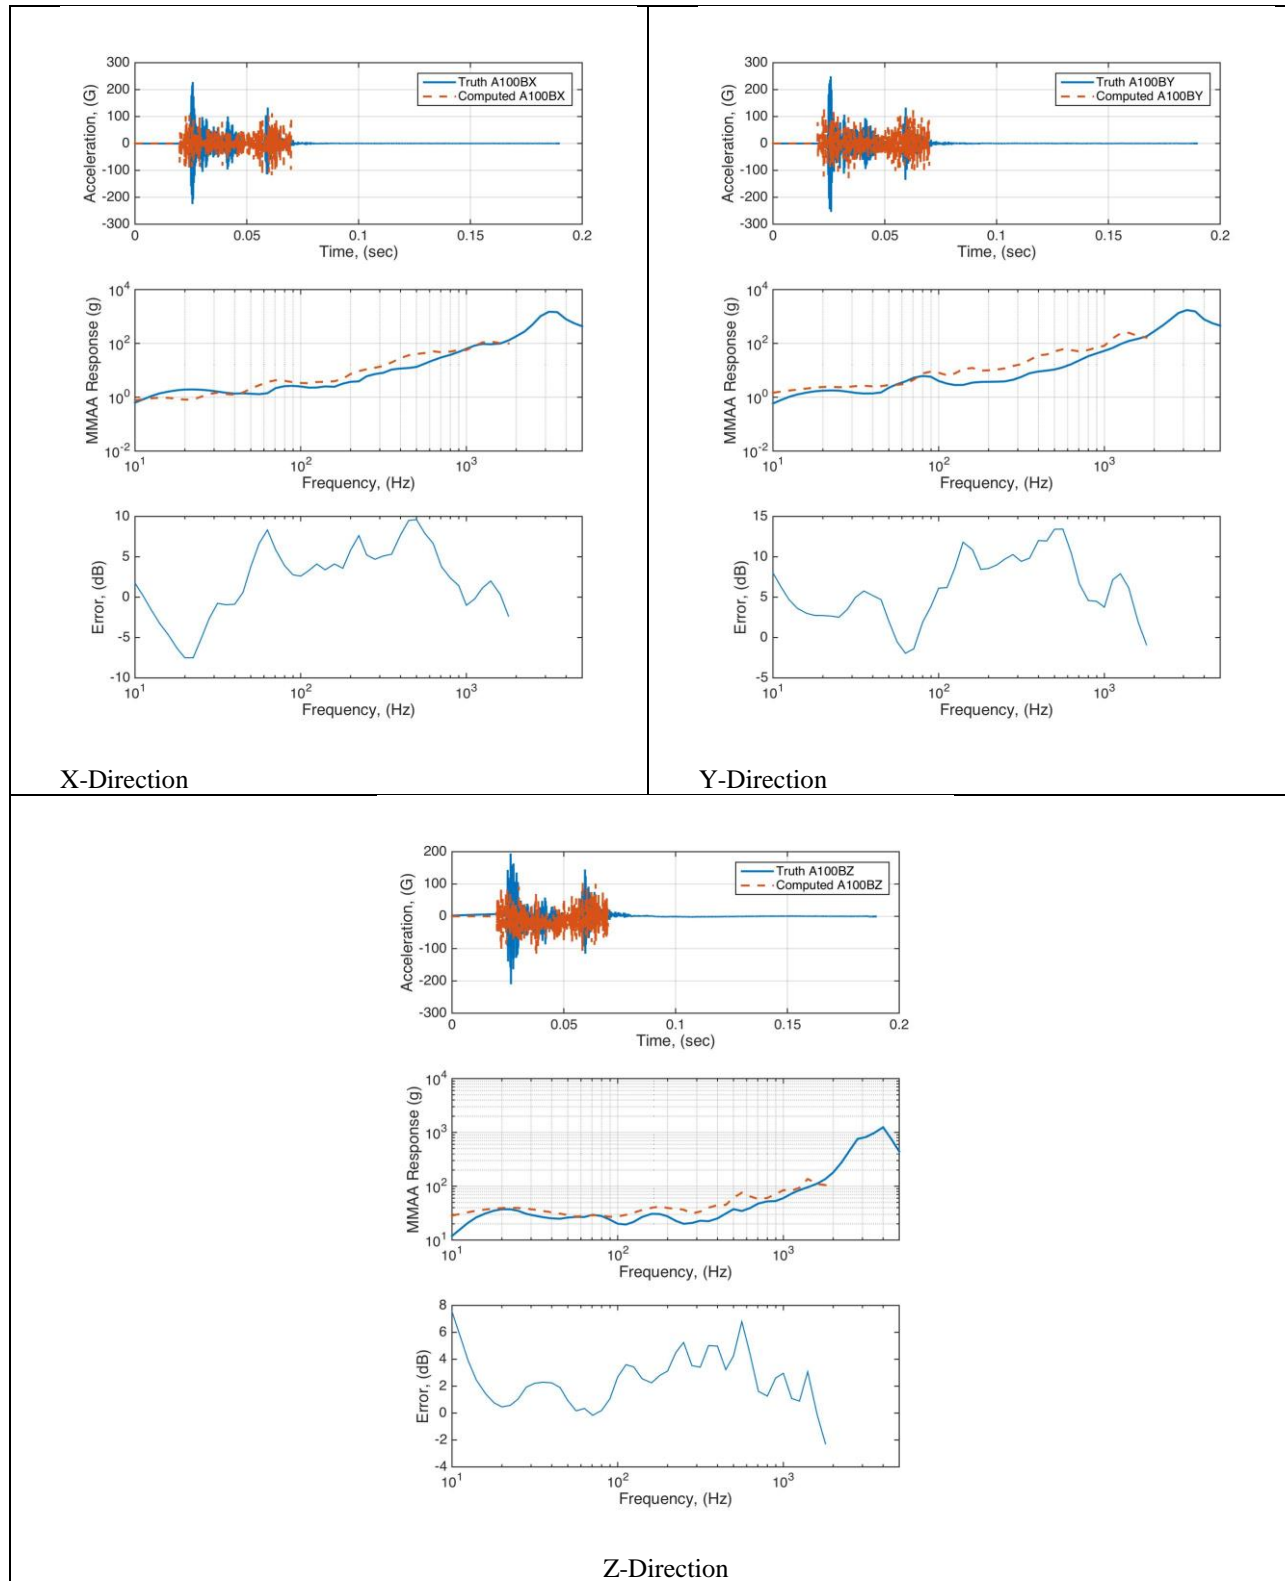 300
200
100
0
-100
-200
-300
Acceleration, (G)
Truth A100BX
Computed A100BX
0 0.05 0.1 0.15 0.2
Time, (sec)
10^4
10^2
10^0
10^-2
MMAA Response (g)
10^1 10^2 10^3
Frequency, (Hz)
10
5
0
-5
-10
Error, (dB)
10^1 10^2 10^3
Frequency, (Hz)
X-Direction
300
200
100
0
-100
-200
-300
Acceleration, (G)
Truth A100BY
Computed A100BY
0 0.05 0.1 0.15 0.2
Time, (sec)
10^4
10^2
10^0
10^-2
MMAA Response (g)
10^1 10^2 10^3
Frequency, (Hz)
15
10
5
0
-5
Error, (dB)
10^1 10^2 10^3
Frequency, (Hz)
Y-Direction
200
100
0
-100
-200
-300
Acceleration, (G)
Truth A100BZ
Computed A100BZ
0 0.05 0.1 0.15 0.2
Time, (sec)
10^4
10^3
10^2
10^1
MMAA Response (g)
10^1 10^2 10^3
Frequency, (Hz)
8
6
4
2
0
-2
-4
Error, (dB)
10^1 10^2 10^3
Frequency, (Hz)
Z-Direction